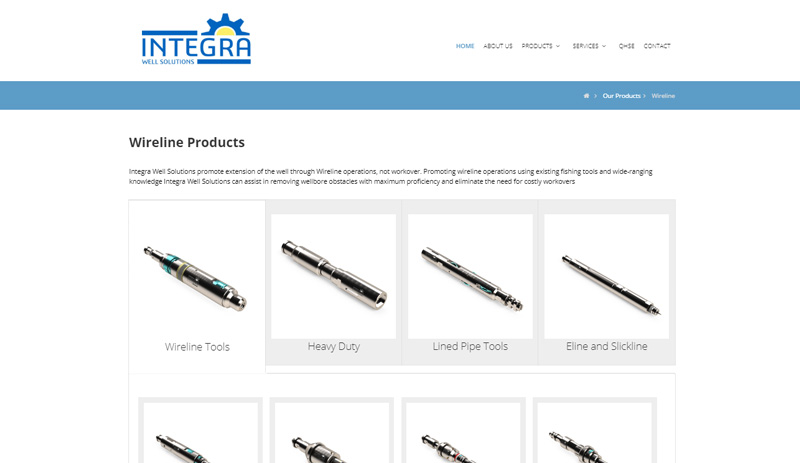 INTEGRA
WELL SOLUTIONS
HOME ABOUT US PRODUCTS SERVICES QHSE CONTACT
Our Products Wireline
Wireline Products
Integra Well Solutions promote extension of the well through Wireline operations, not workover. Promoting wireline operations using existing fishing tools and wide-ranging
knowledge Integra Well Solutions can assist in removing wellbore obstacles with maximum proficiency and eliminate the need for costly workovers
Wireline Tools Heavy Duty Lined Pipe Tools Eline and Slickline